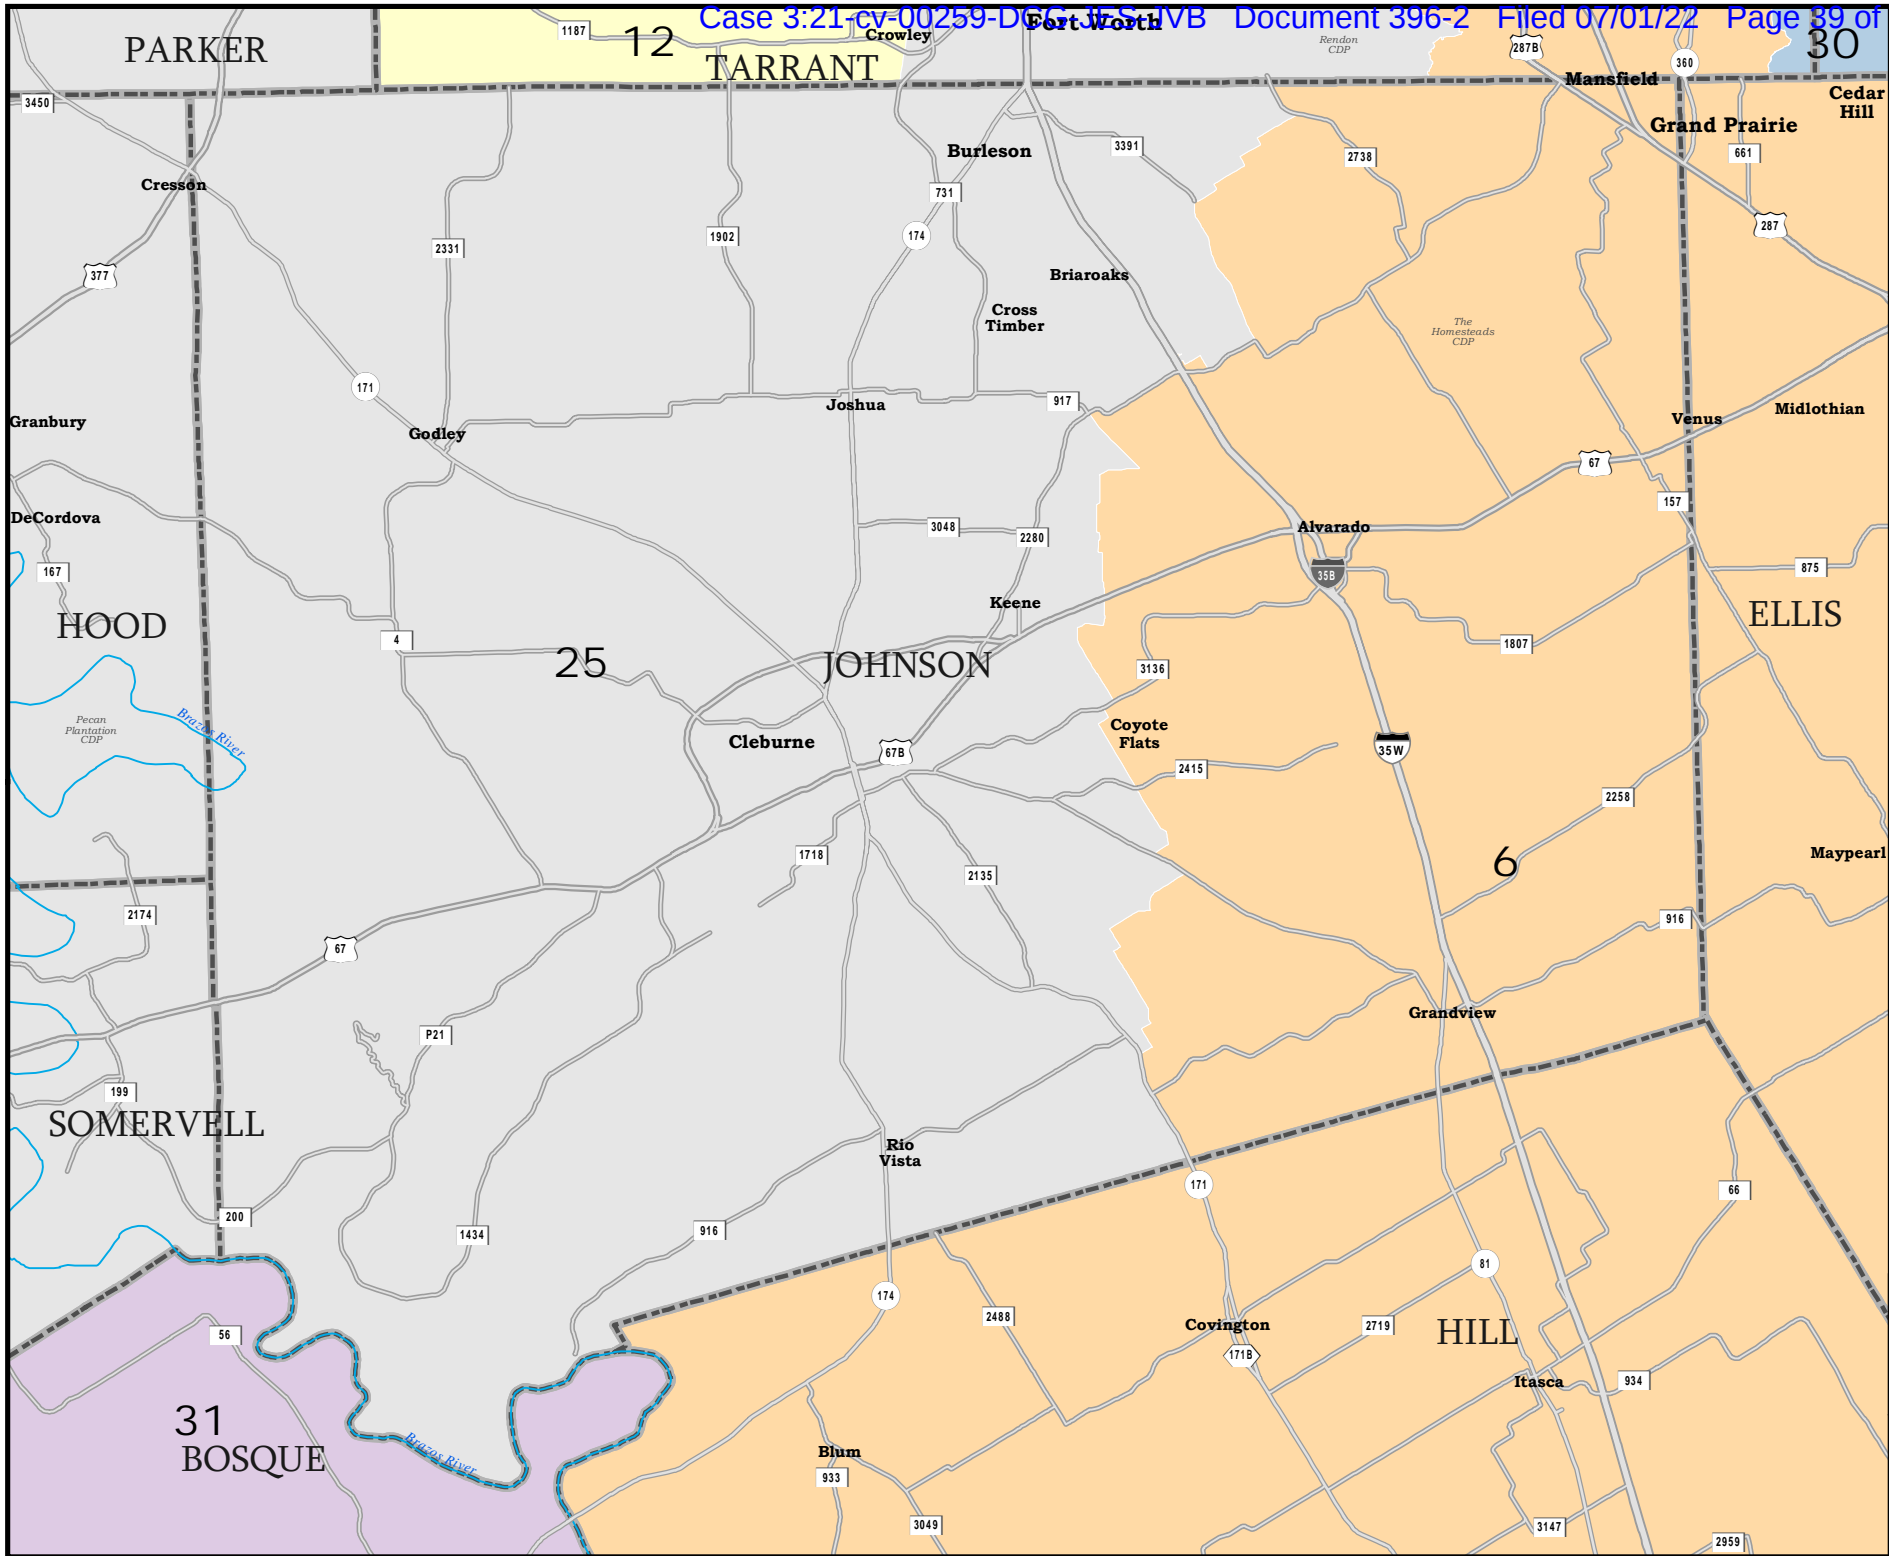 Case 3:21-cv-00259-DCG-JES-JVB Document 396-2 Filed 07/01/22 Page 39 of
Fort Worth
1187
12
Crowley
Rendon
CDP
287B
30
PARKER
TARRANT
360
Mansfield
3450
Cedar
Hill
Grand Prairie
Burleson
3391
2738
661
Cresson
731
2331
1902
174
287
377
Briaroaks
Cross
Timber
The
Homesteads
CDP
171
Granbury
Joshua
917
Venus
Midlothian
Godley
67
157
DeCordova
3048
2280
Alvarado
167
35B
875
Keene
HOOD
ELLIS
4
25
JOHNSON
1807
3136
Pecan
Plantation
CDP
Brazos River
Coyote
Flats
Cleburne
67B
35W
2415
2258
1718
6
Maypearl
2135
2174
916
67
Grandview
P21
199
SOMERVELL
Rio
Vista
171
66
200
1434
916
81
174
56
2488
Covington
2719
HILL
171B
934
Itasca
31
BOSQUE
Brazos River
Blum
933
3049
3147
2959